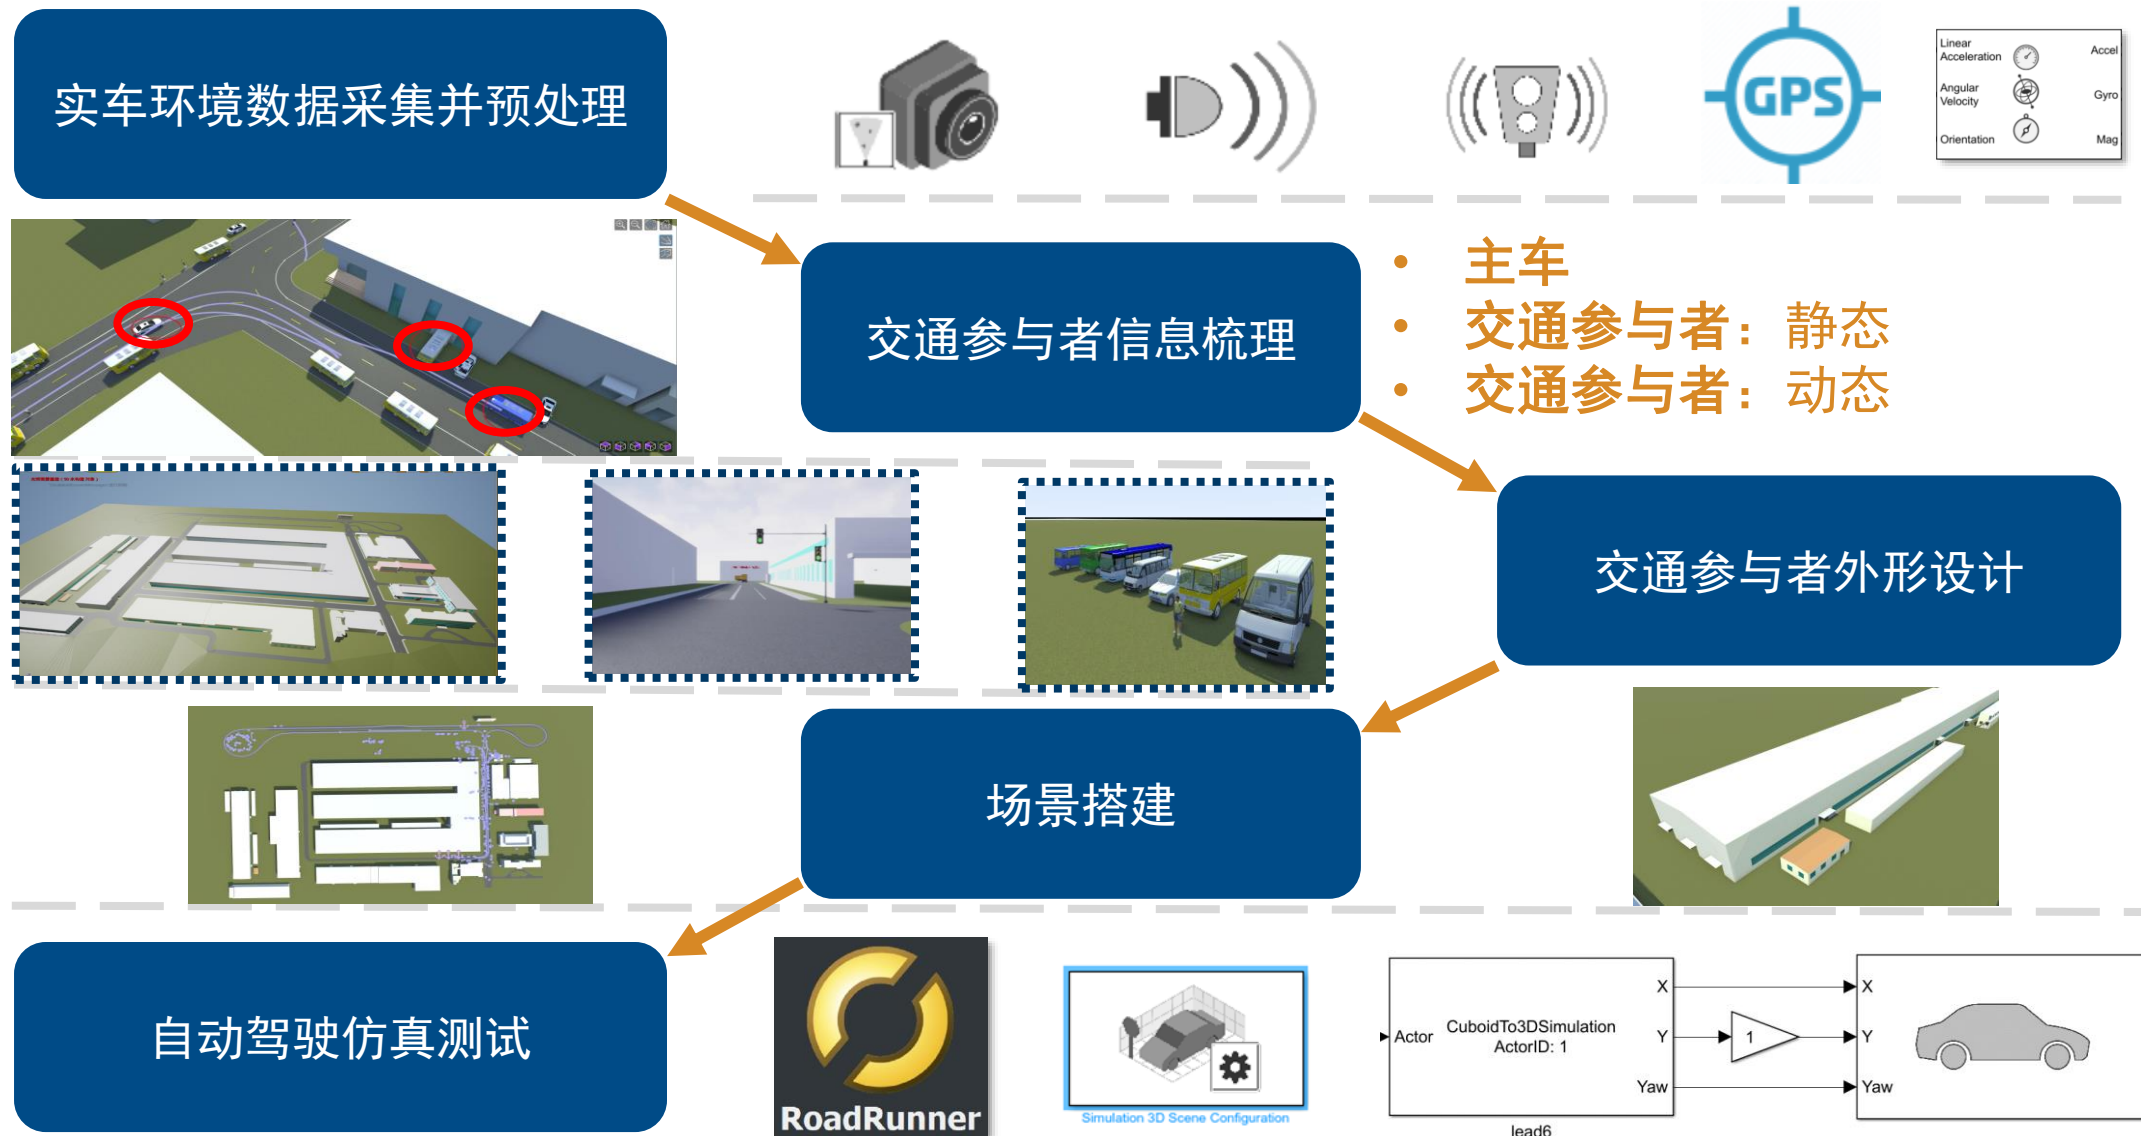 实车环境数据采集并预处理
GPS
Linear
Acceleration
Accel
Angular
Velocity
Gyro
Orientation
Mag
交通参与者信息梳理
• 主车
• 交通参与者：静态
• 交通参与者：动态
交通参与者外形设计
场景搭建
自动驾驶仿真测试
RoadRunner
Simulation 3D Scene Configuration
Actor
CuboidTo3DSimulation
ActorID: 1
X
Y
Yaw
1
X
Y
Yaw
lead6